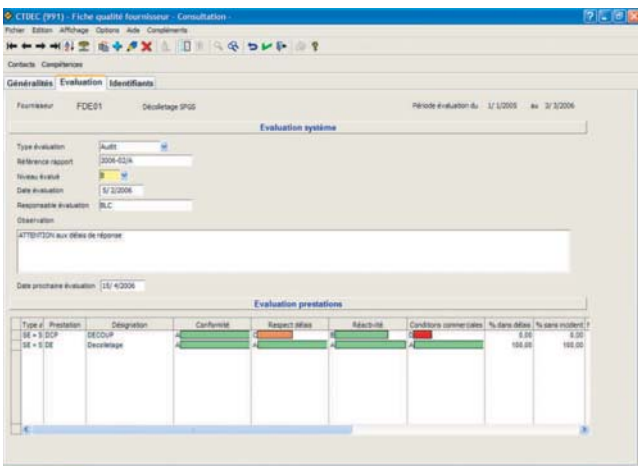 CTDEC (991) - Fiche qualité fournisseur - Consultation -
Fichier Edition Affichage Options Aide Compléments
Contacts Compétences
Généralités Evaluation Identifiants
Fournisseur FDE01 Décolletage SPGS Période évaluation du 1/ 1/2005 au 3/ 3/2006
Evaluation système
Type évaluation Audit
Référence rapport 2006-02/A
Niveau évalué B
Date évaluation 5/ 2/2006
Responsable évaluation BLC
Observation
ATTENTION aux délais de réponse
Date prochaine évaluation 15/ 4/2006
Evaluation prestations
Type é Prestation Désignation Conformité Respect délais Réactivité Conditions commerciales % dans délais % sans incident
SE + S DCP DECOUP A C B D 0,00 0,00
SE + S DE Décolletage A A A A 100,00 100,00